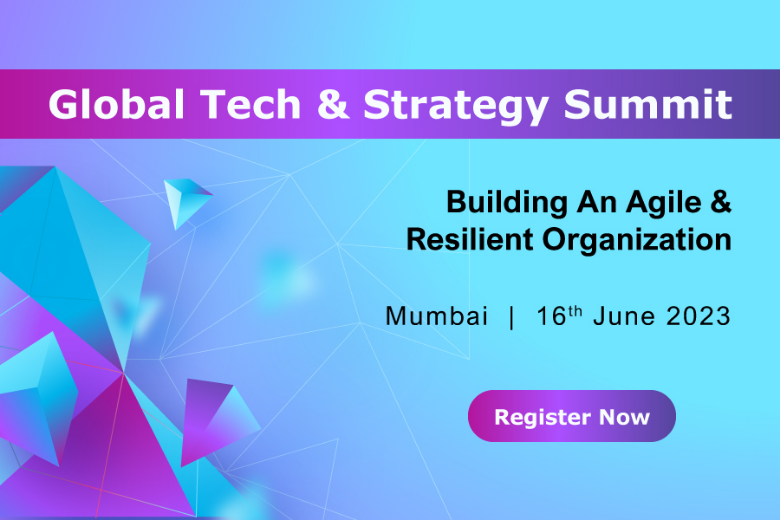 Global Tech & Strategy Summit
Building An Agile &
Resilient Organization
Mumbai | 16th June 2023
Register Now